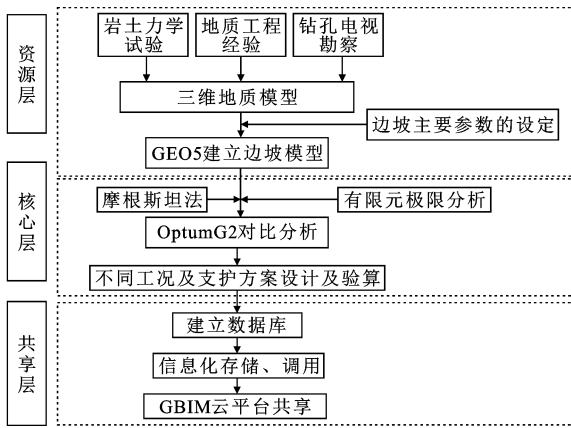 资源层
岩土力学
试验
地质工程
经验
钻孔电视
勘察
三维地质模型
边坡主要参数的设定
GEO5建立边坡模型
核心层
摩根斯坦法
有限元极限分析
OptumG2对比分析
不同工况及支护方案设计及验算
共享层
建立数据库
信息化存储、调用
GBIM云平台共享